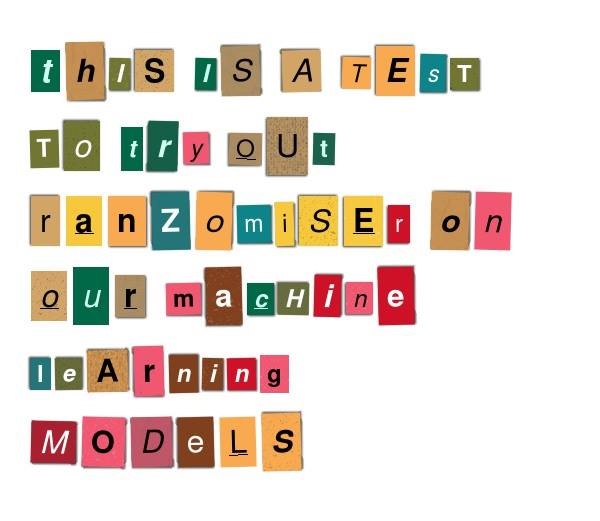 thIS IS A TEsT
To try OUt
ranZomiSEr on
our macHine
leArning
MODeLS